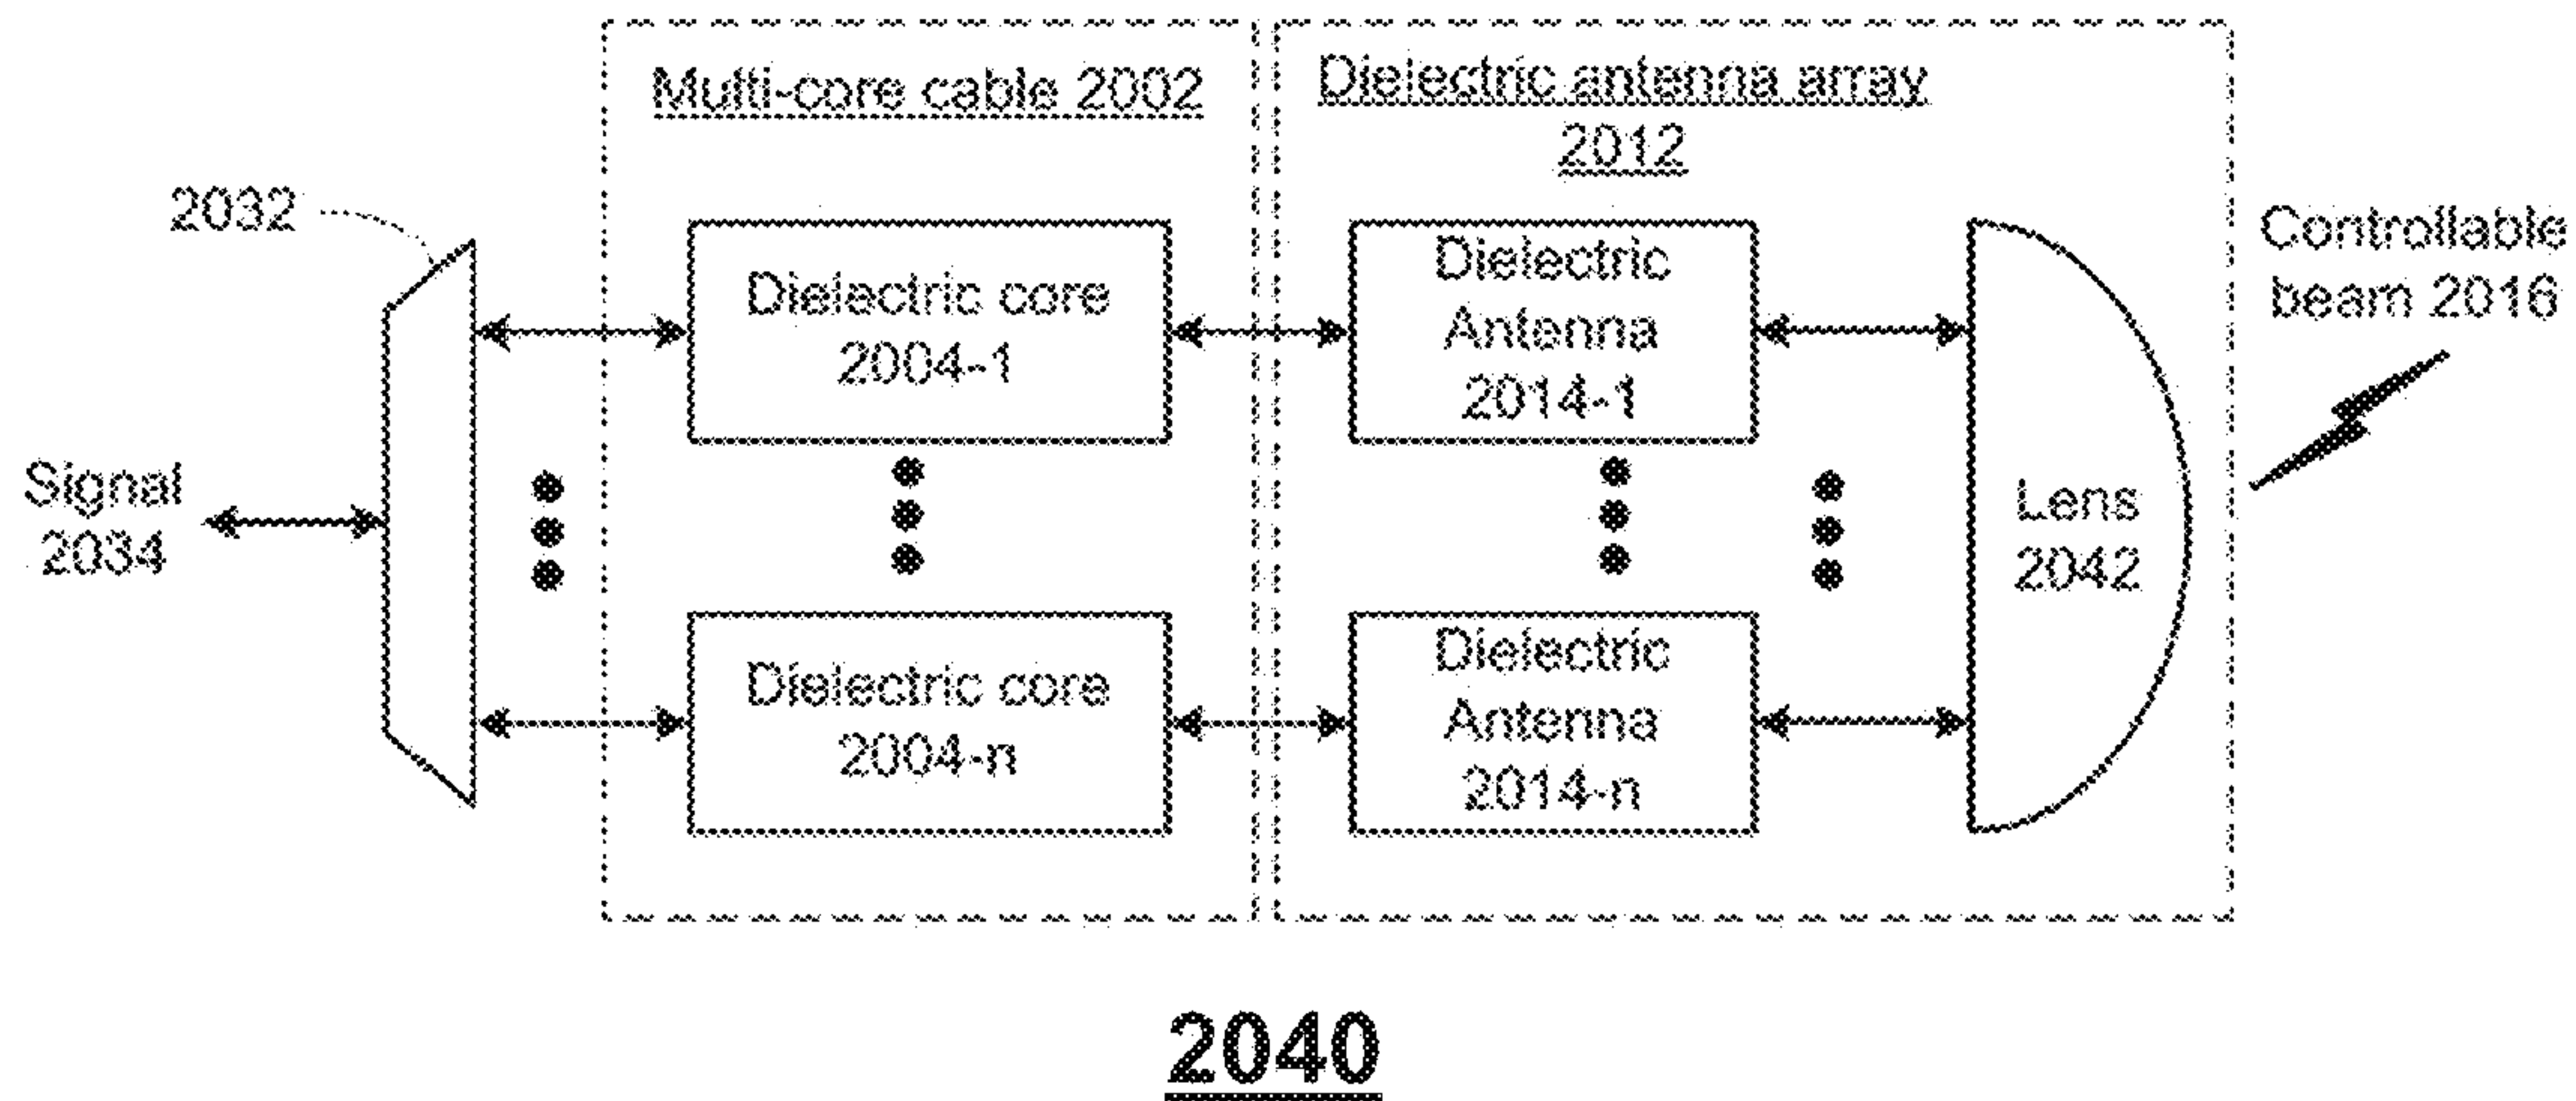 Multi-core cable 2002
Dielectric antenna array
2012
2032
Controllable
beam 2016
Dielectric core
2004-1
Dielectric
Antenna
2014-1
Signal
2034
Lens
2042
Dielectric core
2004-n
Dielectric
Antenna
2014-n
2040